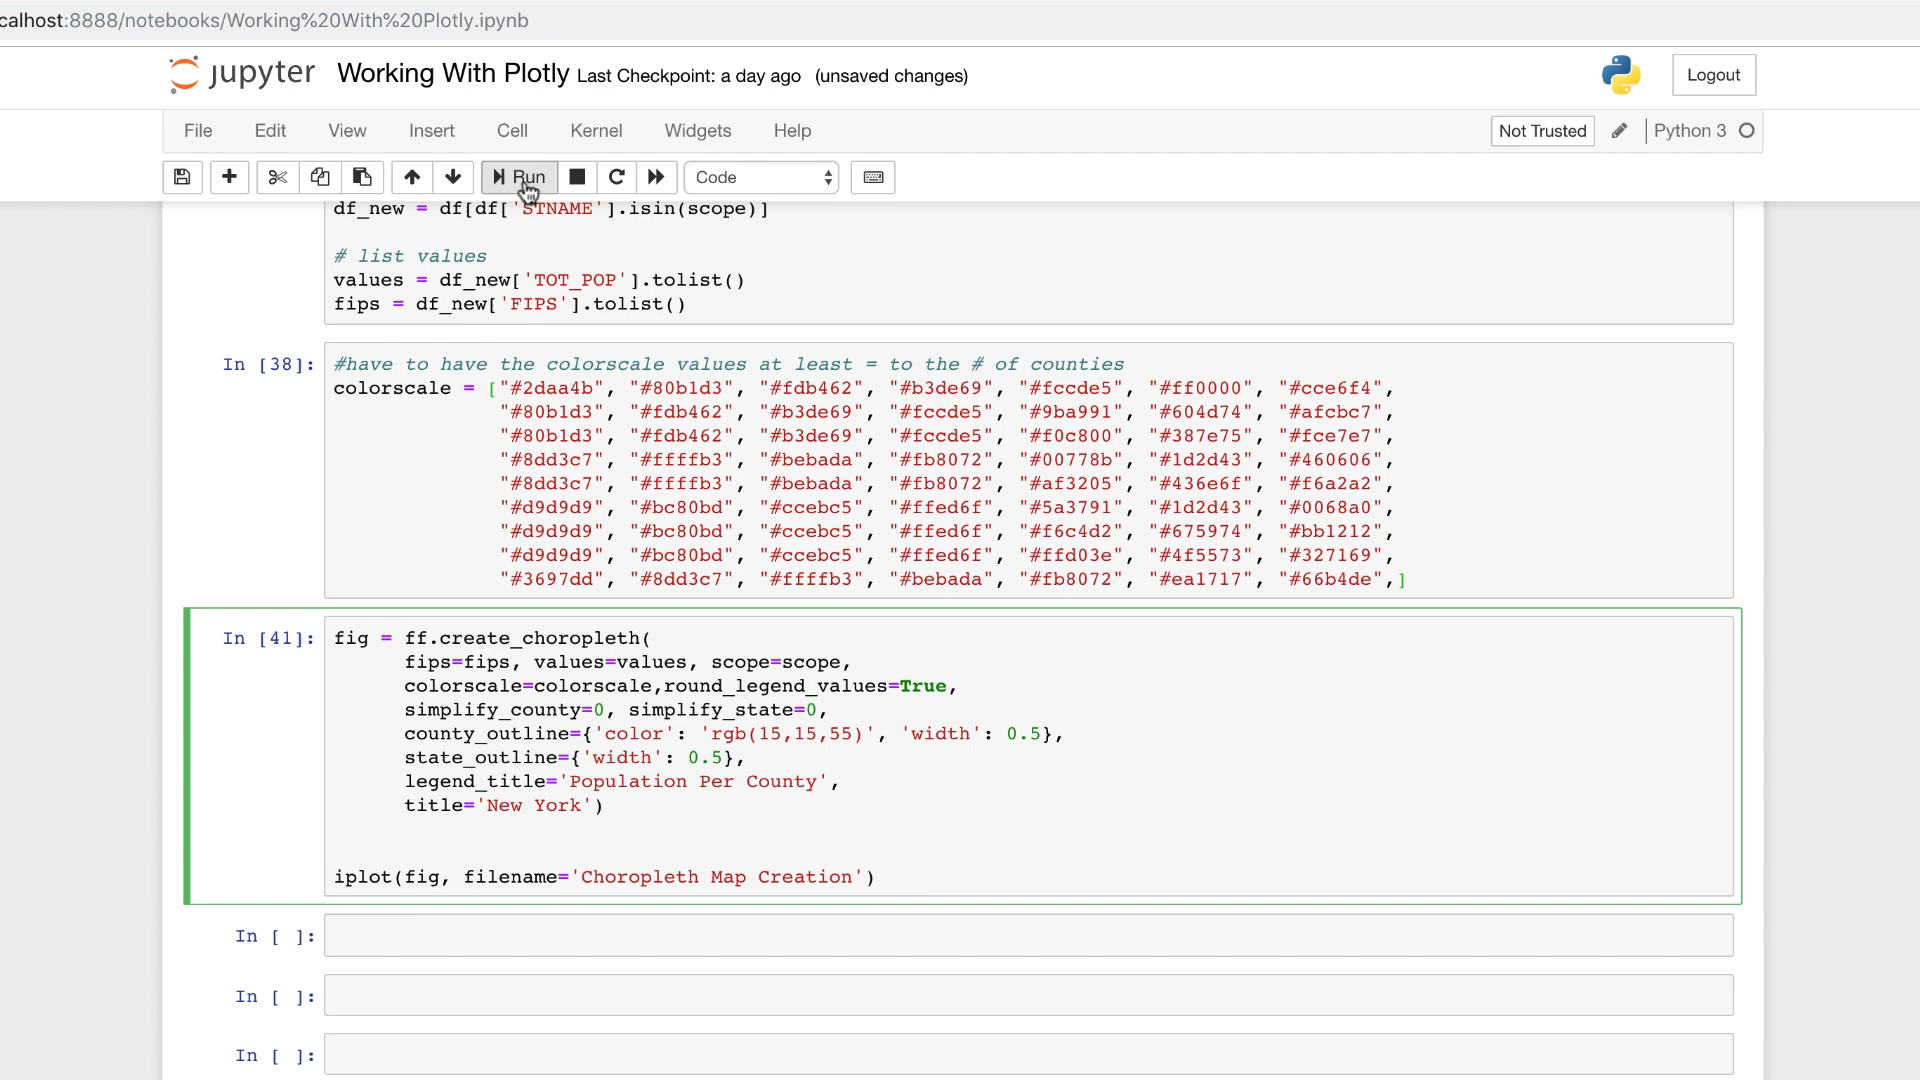 calhost:8888/notebooks/Working%20With%20Plotly.ipynb
jupyter Working With Plotly Last Checkpoint: a day ago (unsaved changes) Logout
File Edit View Insert Cell Kernel Widgets Help Not Trusted Python 3
Run Code
df_new = df[df['STNAME'].isin(scope)]
# list values
values = df_new['TOT_POP'].tolist()
fips = df_new['FIPS'].tolist()
In [38]: #have to have the colorscale values at least = to the # of counties
colorscale = ["#2daa4b", "#80b1d3", "#fdb462", "#b3de69", "#fccde5", "#ff0000", "#cce6f4",
"#80b1d3", "#fdb462", "#b3de69", "#fccde5", "#9ba991", "#604d74", "#afcbc7",
"#80b1d3", "#fdb462", "#b3de69", "#fccde5", "#f0c800", "#387e75", "#fce7e7",
"#8dd3c7", "#ffffb3", "#bebada", "#fb8072", "#00778b", "#1d2d43", "#460606",
"#8dd3c7", "#ffffb3", "#bebada", "#fb8072", "#af3205", "#436e6f", "#f6a2a2",
"#d9d9d9", "#bc80bd", "#ccebc5", "#ffed6f", "#5a3791", "#1d2d43", "#0068a0",
"#d9d9d9", "#bc80bd", "#ccebc5", "#ffed6f", "#f6c4d2", "#675974", "#bb1212",
"#d9d9d9", "#bc80bd", "#ccebc5", "#ffed6f", "#ffd03e", "#4f5573", "#327169",
"#3697dd", "#8dd3c7", "#ffffb3", "#bebada", "#fb8072", "#ea1717", "#66b4de",]
In [41]: fig = ff.create_choropleth(
fips=fips, values=values, scope=scope,
colorscale=colorscale,round_legend_values=True,
simplify_county=0, simplify_state=0,
county_outline={'color': 'rgb(15,15,55)', 'width': 0.5},
state_outline={'width': 0.5},
legend_title='Population Per County',
title='New York')
iplot(fig, filename='Choropleth Map Creation')
In [ ]:
In [ ]:
In [ ]: